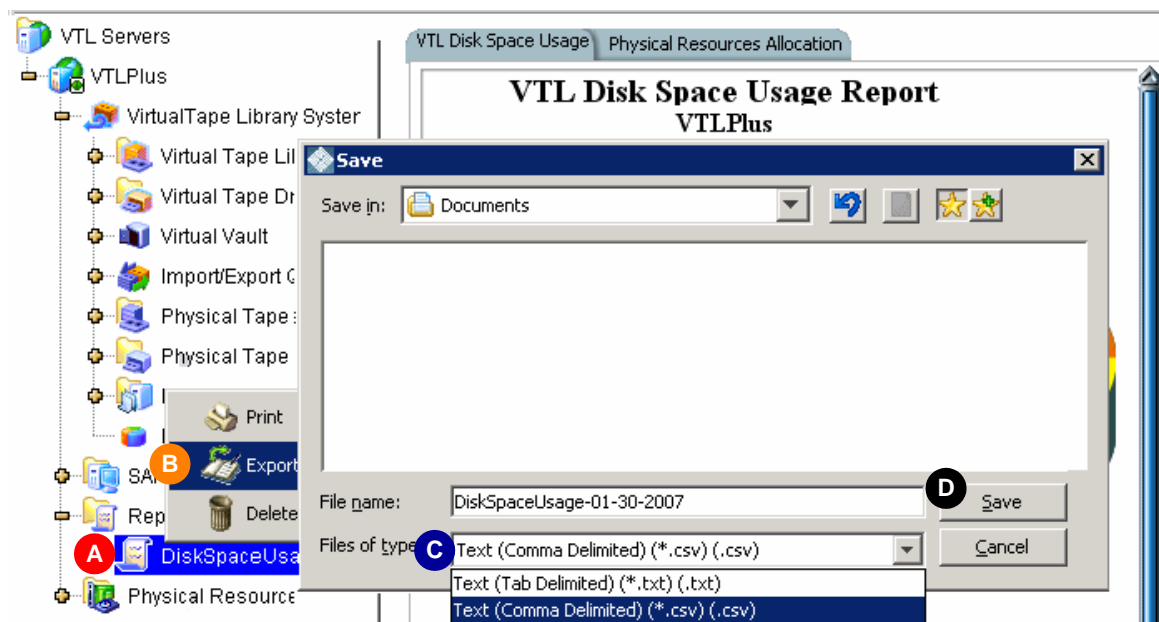 VTL Servers
VTLPlus
VirtualTape Library Syster
Virtual Tape Lil
Virtual Tape Dr
Virtual Vault
Import/Export
Physical Tape
Physical Tape
Print
B
Export
Delete
SA
Rep
A
DiskSpaceUsa
Physical Resource
VTL Disk Space Usage
Physical Resources Allocation
VTL Disk Space Usage Report
VTLPlus
Save
Save in:
Documents
File name:
DiskSpaceUsage-01-30-2007
D
Save
Files of type
C
Text (Comma Delimited) (*.csv) (.csv)
Cancel
Text (Tab Delimited) (*.txt) (.txt)
Text (Comma Delimited) (*.csv) (.csv)